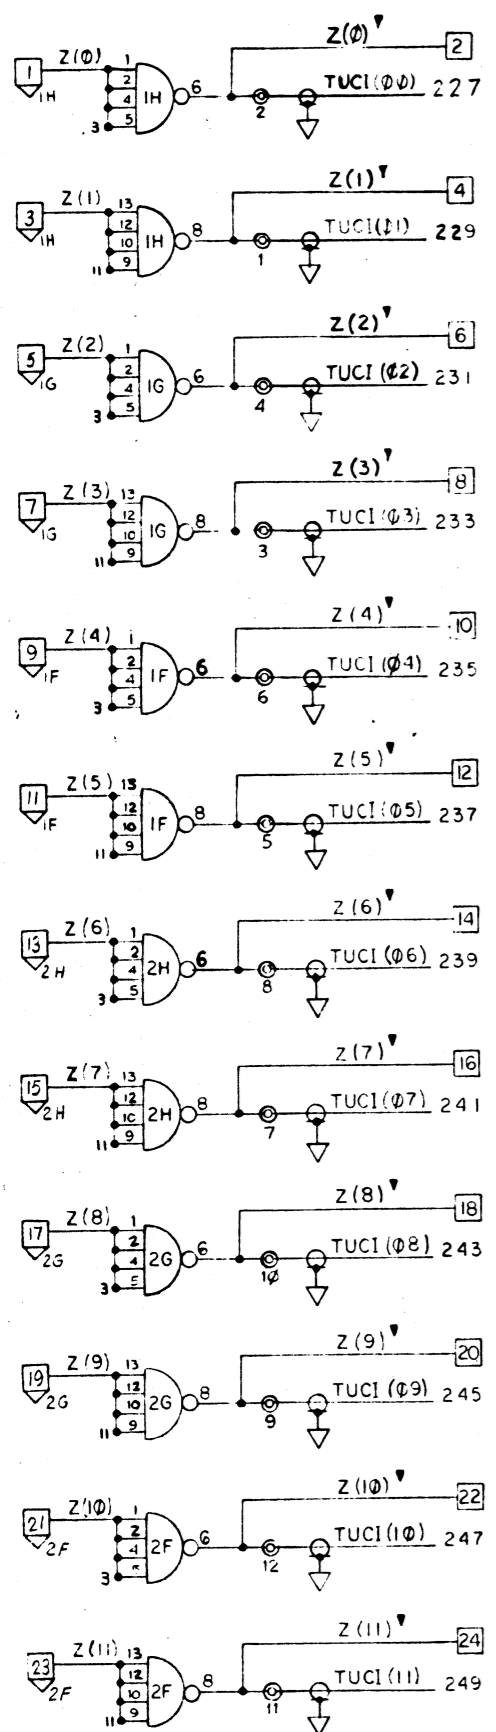 Z(Ø)▼ 2
1 Z(Ø) 1 2 4 5 3 1H 6 2 TUCI(ØØ) 227
1H
Z(1)▼ 4
3 Z(1) 13 12 10 9 11 1H 8 1 TUCI(Ø1) 229
1H
Z(2)▼ 6
5 Z(2) 1 2 4 5 3 1G 6 4 TUCI(Ø2) 231
1G
Z(3)▼ 8
7 Z(3) 13 12 10 9 11 1G 8 3 TUCI(Ø3) 233
1G
Z(4)▼ 10
9 Z(4) 1 2 4 5 3 1F 6 6 TUCI(Ø4) 235
1F
Z(5)▼ 12
11 Z(5) 13 12 10 9 11 1F 8 5 TUCI(Ø5) 237
1F
Z(6)▼ 14
13 Z(6) 1 2 4 5 3 2H 6 8 TUCI(Ø6) 239
2H
Z(7)▼ 16
15 Z(7) 13 12 10 9 11 2H 8 7 TUCI(Ø7) 241
2H
Z(8)▼ 18
17 Z(8) 1 2 4 5 3 2G 6 1Ø TUCI(Ø8) 243
2G
Z(9)▼ 20
19 Z(9) 13 12 10 9 11 2G 8 9 TUCI(Ø9) 245
2G
Z(1Ø)▼ 22
21 Z(1Ø) 1 2 4 5 3 2F 6 12 TUCI(1Ø) 247
2F
Z(11)▼ 24
23 Z(11) 13 12 10 9 11 2F 8 11 TUCI(11) 249
2F